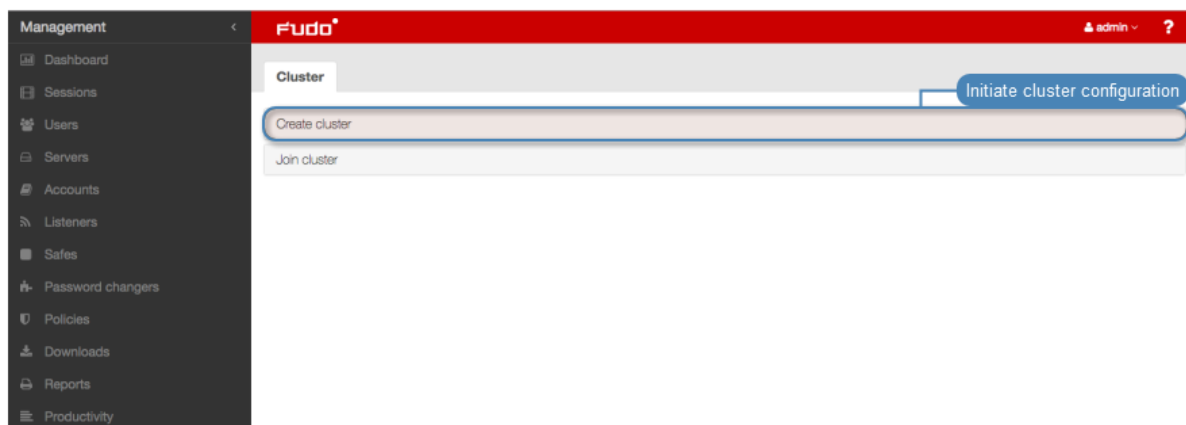 Management
FUDO
admin
?
Dashboard
Sessions
Users
Servers
Accounts
Listeners
Safes
Password changers
Policies
Downloads
Reports
Productivity
Cluster
Initiate cluster configuration
Create cluster
Join cluster